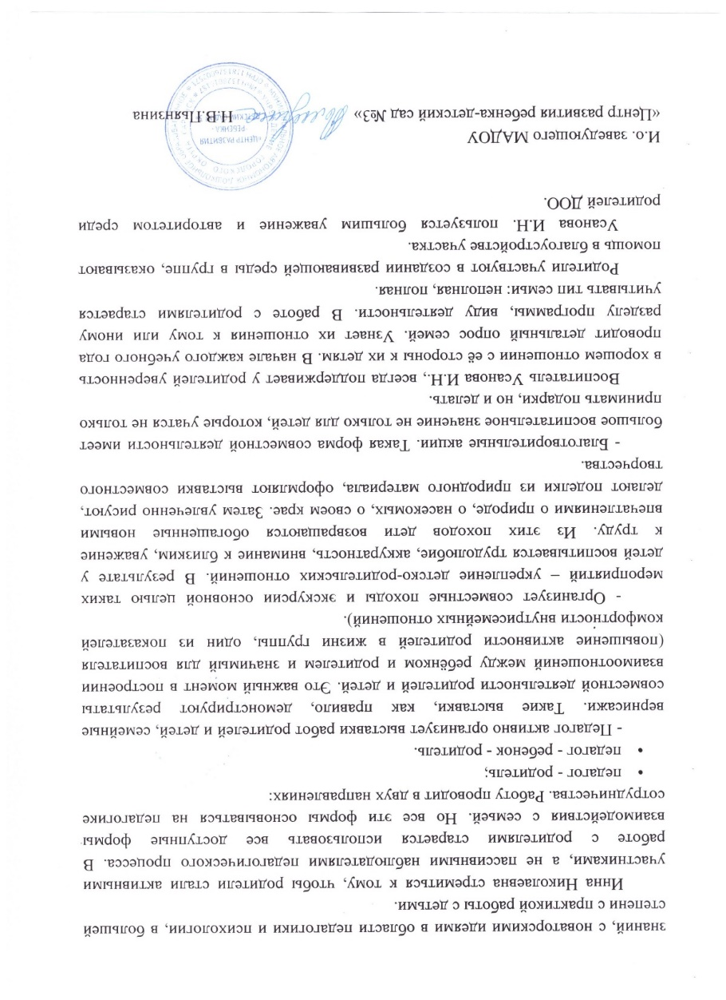 знаний, с новаторскими идеями в области педагогики и психологии, в большей
степени с практикой работы с детьми.
Инна Николаевна стремиться к тому, чтобы родители стали активными
участниками, а не пассивными наблюдателями педагогического процесса. В
работе с родителями старается использовать все доступные формы
взаимодействия с семьей. Но все эти формы основываться на педагогике
сотрудничества. Работу проводит в двух направлениях:
• педагог - родитель;
• педагог - ребенок - родитель.
- Педагог активно организует выставки работ родителей и детей, семейные
вернисажи. Такие выставки, как правило, демонстрируют результаты
совместной деятельности родителей и детей. Это важный момент в построении
взаимоотношений между ребёнком и родителем и значимый для воспитателя
(повышение активности родителей в жизни группы, один из показателей
комфортности внутрисемейных отношений).
- Организует совместные походы и экскурсии основной целью таких
мероприятий – укрепление детско-родительских отношений. В результате у
детей воспитывается трудолюбие, аккуратность, внимание к близким, уважение
к труду. Из этих походов дети возвращаются обогащенные новыми
впечатлениями о природе, о насекомых, о своем крае. Затем увлеченно рисуют,
делают поделки из природного материала, оформляют выставки совместного
творчества.
- Благотворительные акции. Такая форма совместной деятельности имеет
большое воспитательное значение не только для детей, которые учатся не только
принимать подарки, но и делать.
Воспитатель Усанова И.Н., всегда поддерживает у родителей уверенность
в хорошем отношении с её стороны к их детям. В начале каждого учебного года
проводит детальный опрос семей. Узнает их отношения к тому или иному
разделу программы, виду деятельности. В работе с родителями старается
учитывать тип семьи: неполная, полная.
Родители участвуют в создании развивающей среды в группе, оказывают
помощь в благоустройстве участка.
Усанова И.Н. пользуется большим уважение и авторитетом среди
родителей ДОО.
И.о. заведующего МАДОУ
«Центр развития ребенка-детский сад №3» Н.В.Пьянзина
«ЦЕНТР РАЗВИТИЯ
РЕБЕНКА -